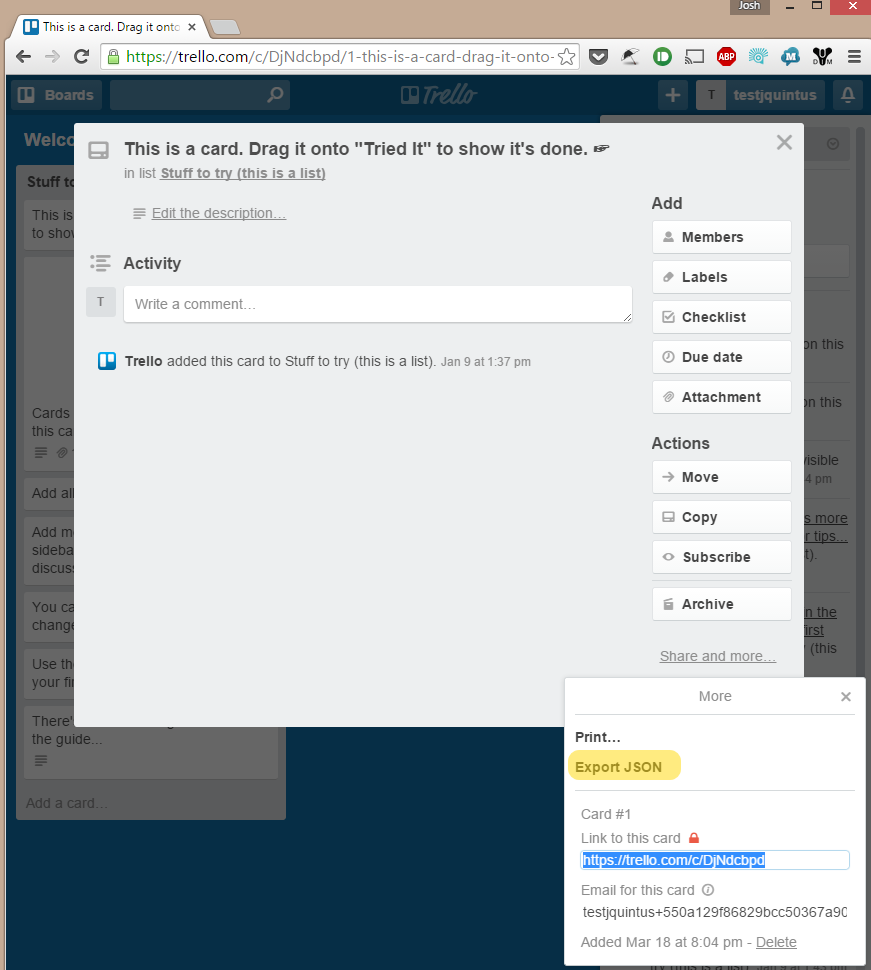 Josh
This is a card. Drag it onto
https://trello.com/c/DjNdcbpd/1-this-is-a-card-drag-it-onto-
ABP
Boards
Trello
T testjquintus
This is a card. Drag it onto "Tried It" to show it's done.
in list Stuff to try (this is a list)
Edit the description…
Activity
T
Write a comment…
Trello added this card to Stuff to try (this is a list). Jan 9 at 1:37 pm
Add
Members
Labels
Checklist
Due date
Attachment
Actions
Move
Copy
Subscribe
Archive
Share and more…
More
Print…
Export JSON
Card #1
Link to this card
https://trello.com/c/DjNdcbpd
Email for this card
testjquintus+550a129f86829bcc50367a90
Added Mar 18 at 8:04 pm - Delete
Stuff to
This is
to show
Cards
this ca
Add all
Add m
sideba
discus
You ca
change
Use the
your fi
There'
the guide...
Add a card…
on this
on this
visible
4 pm
s more
r tips...
t).
n the
first
(this